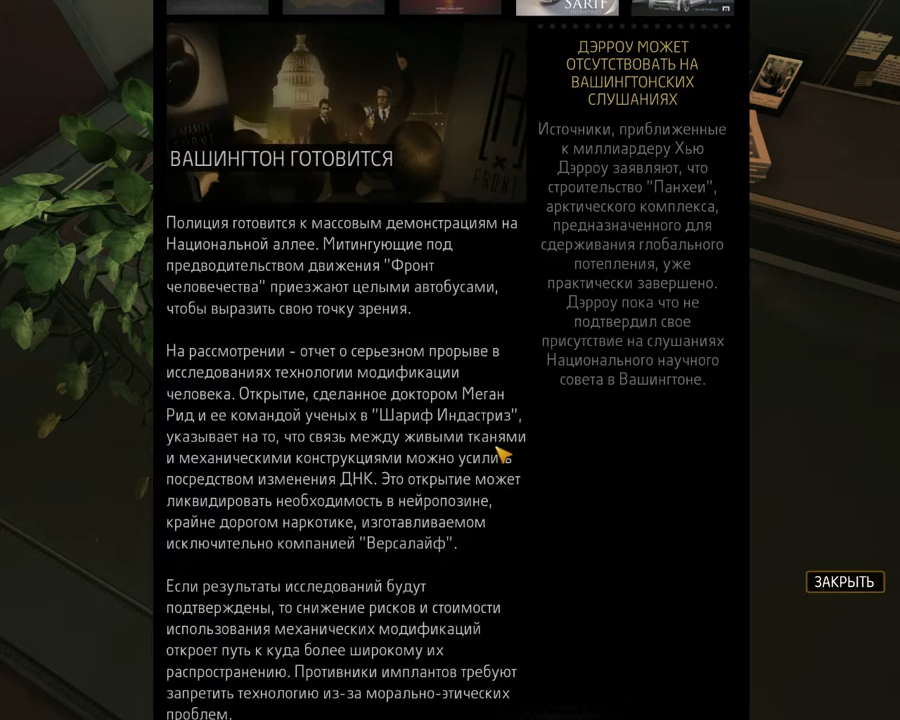 SARIF
ВАШИНГТОН ГОТОВИТСЯ
Полиция готовится к массовым демонстрациям на
Национальной аллее. Митингующие под
предводительством движения "Фронт
человечества" приезжают целыми автобусами,
чтобы выразить свою точку зрения.
На рассмотрении - отчет о серьезном прорыве в
исследованиях технологии модификации
человека. Открытие, сделанное доктором Меган
Рид и ее командой ученых в "Шариф Индастриз",
указывает на то, что связь между живыми тканями
и механическими конструкциями можно усилить
посредством изменения ДНК. Это открытие может
ликвидировать необходимость в нейропозине,
крайне дорогом наркотике, изготавливаемом
исключительно компанией "Версалайф".
Если результаты исследований будут
подтверждены, то снижение рисков и стоимости
использования механических модификаций
откроет путь к куда более широкому их
распространению. Противники имплантов требуют
запретить технологию из-за морально-этических
проблем.
ДЭРРОУ МОЖЕТ
ОТСУТСТВОВАТЬ НА
ВАШИНГТОНСКИХ
СЛУШАНИЯХ
Источники, приближенные
к миллиардеру Хью
Дэрроу заявляют, что
строительство "Панхеи",
арктического комплекса,
предназначенного для
сдерживания глобального
потепления, уже
практически завершено.
Дэрроу пока что не
подтвердил свое
присутствие на слушаниях
Национального научного
совета в Вашингтоне.
ЗАКРЫТЬ